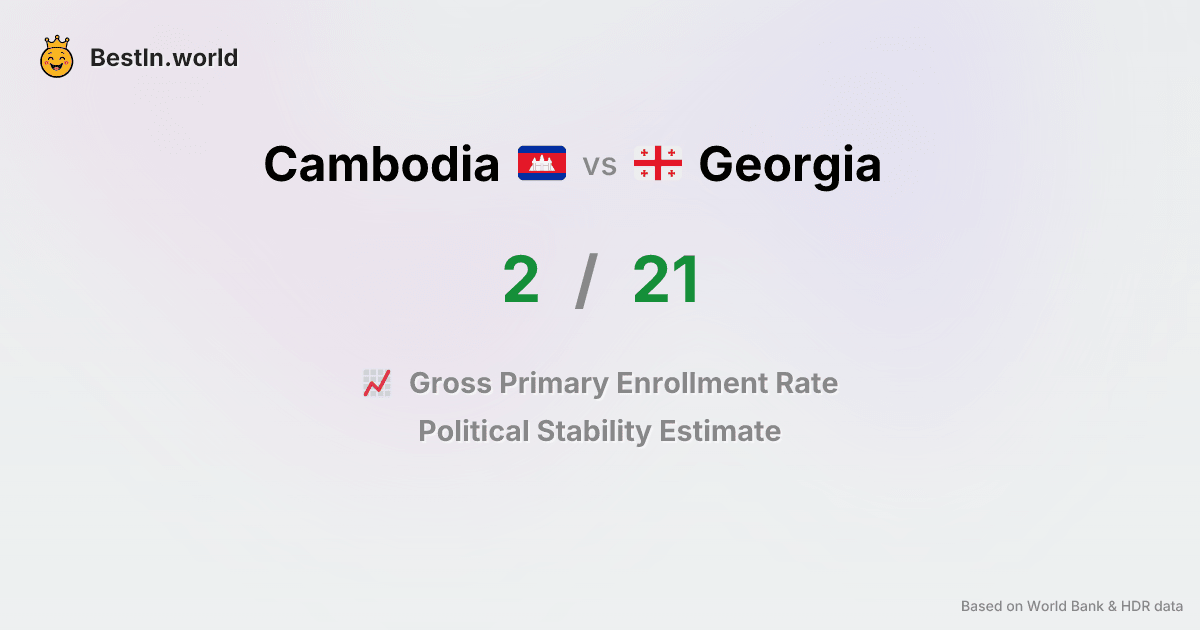 BestIn.world
Cambodia vs Georgia
2 / 21
Gross Primary Enrollment Rate
Political Stability Estimate
Based on World Bank & HDR data